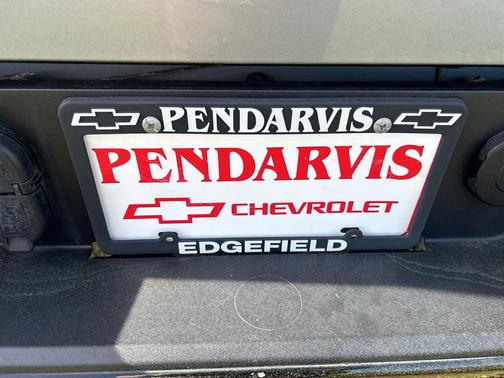 PENDARVIS
PENDARVIS
CHEVROLET
EDGEFIELD